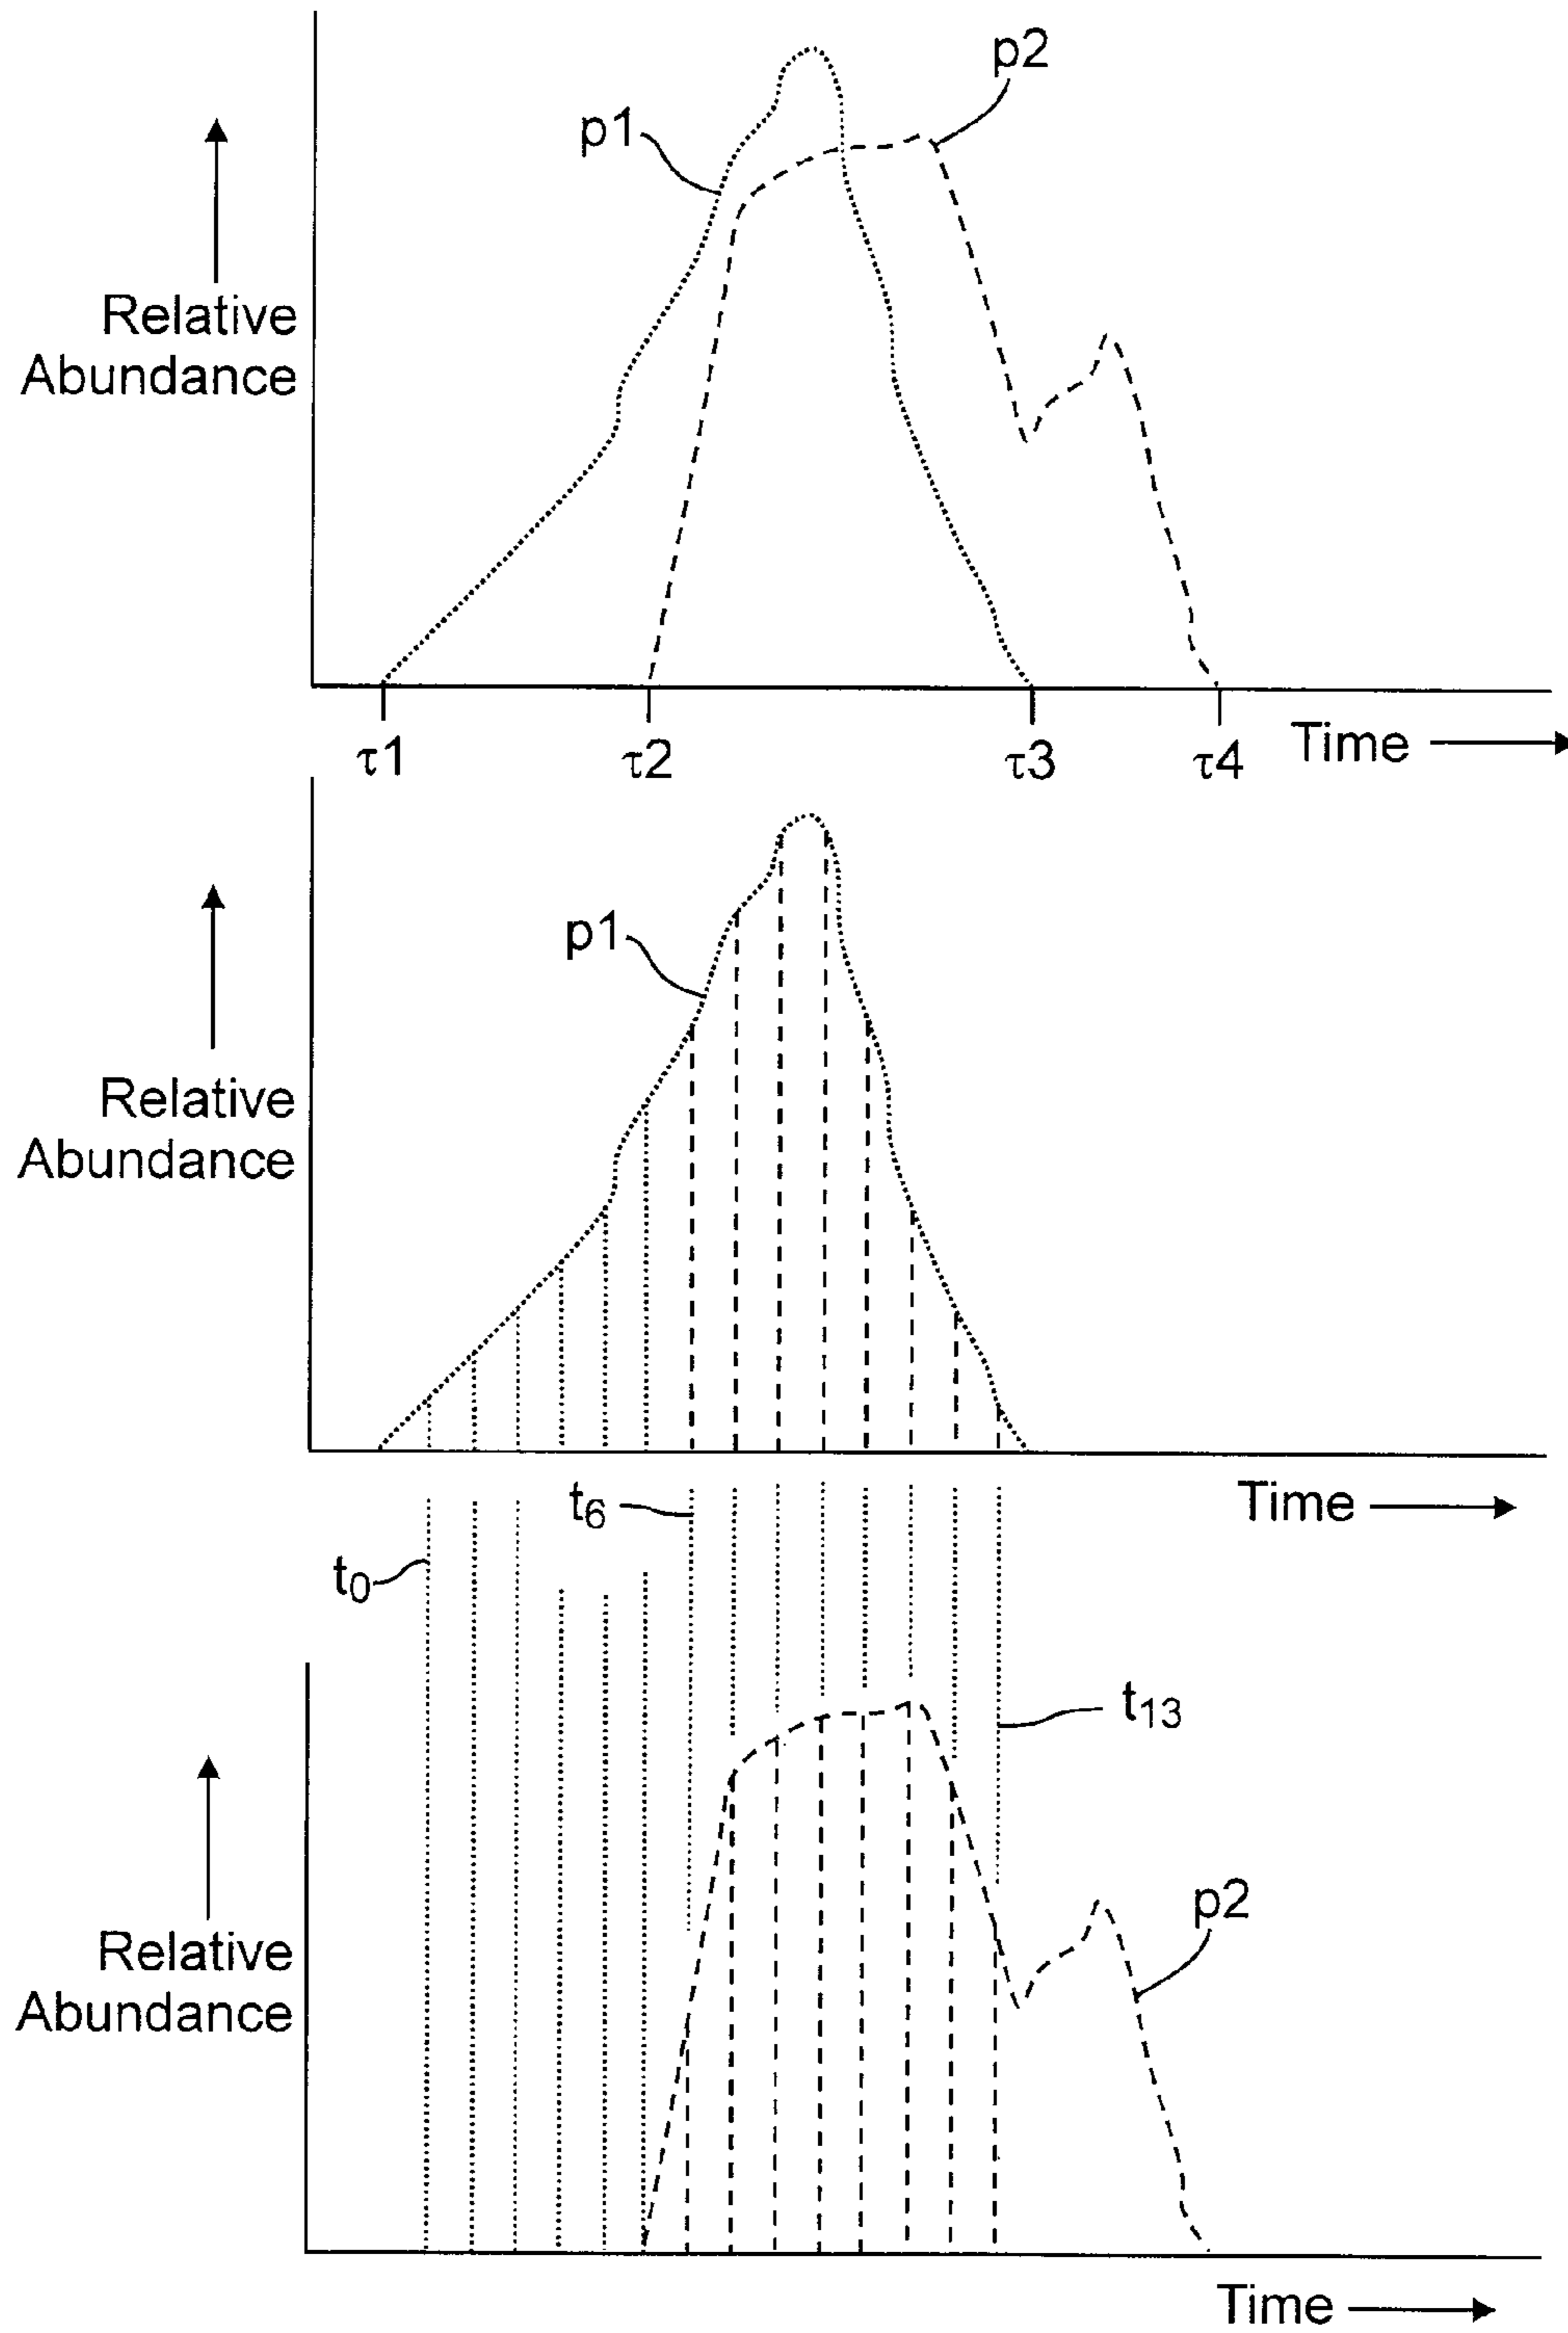 p2
p1
Relative
Abundance
τ1
τ2
τ3
τ4
Time
p1
Relative
Abundance
t6
Time
t0
t13
p2
Relative
Abundance
Time